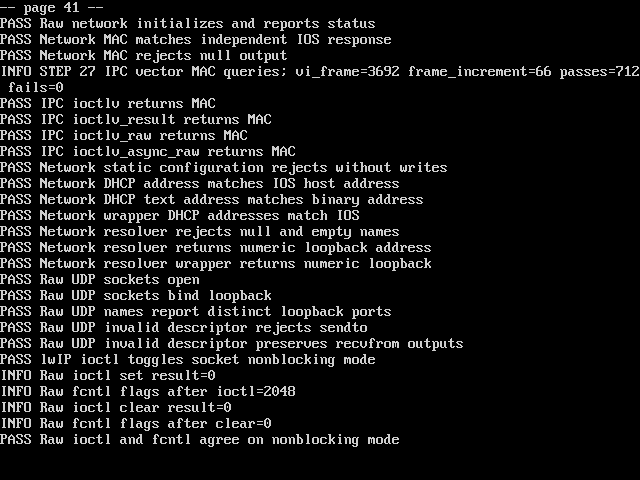 -- page 41 --
PASS Raw network initializes and reports status
PASS Network MAC matches independent IOS response
PASS Network MAC rejects null output
INFO STEP 27 IPC vector MAC queries; vi_frame=3692 frame_increment=66 passes=712
 fails=0
PASS IPC ioctlv returns MAC
PASS IPC ioctlv_result returns MAC
PASS IPC ioctlv_raw returns MAC
PASS IPC ioctlv_async_raw returns MAC
PASS Network static configuration rejects without writes
PASS Network DHCP address matches IOS host address
PASS Network DHCP text address matches binary address
PASS Network wrapper DHCP addresses match IOS
PASS Network resolver rejects null and empty names
PASS Network resolver returns numeric loopback address
PASS Network resolver wrapper returns numeric loopback
PASS Raw UDP sockets open
PASS Raw UDP sockets bind loopback
PASS Raw UDP names report distinct loopback ports
PASS Raw UDP invalid descriptor rejects sendto
PASS Raw UDP invalid descriptor preserves recvfrom outputs
PASS lwIP ioctl toggles socket nonblocking mode
INFO Raw ioctl set result=0
INFO Raw fcntl flags after ioctl=2048
INFO Raw ioctl clear result=0
INFO Raw fcntl flags after clear=0
PASS Raw ioctl and fcntl agree on nonblocking mode